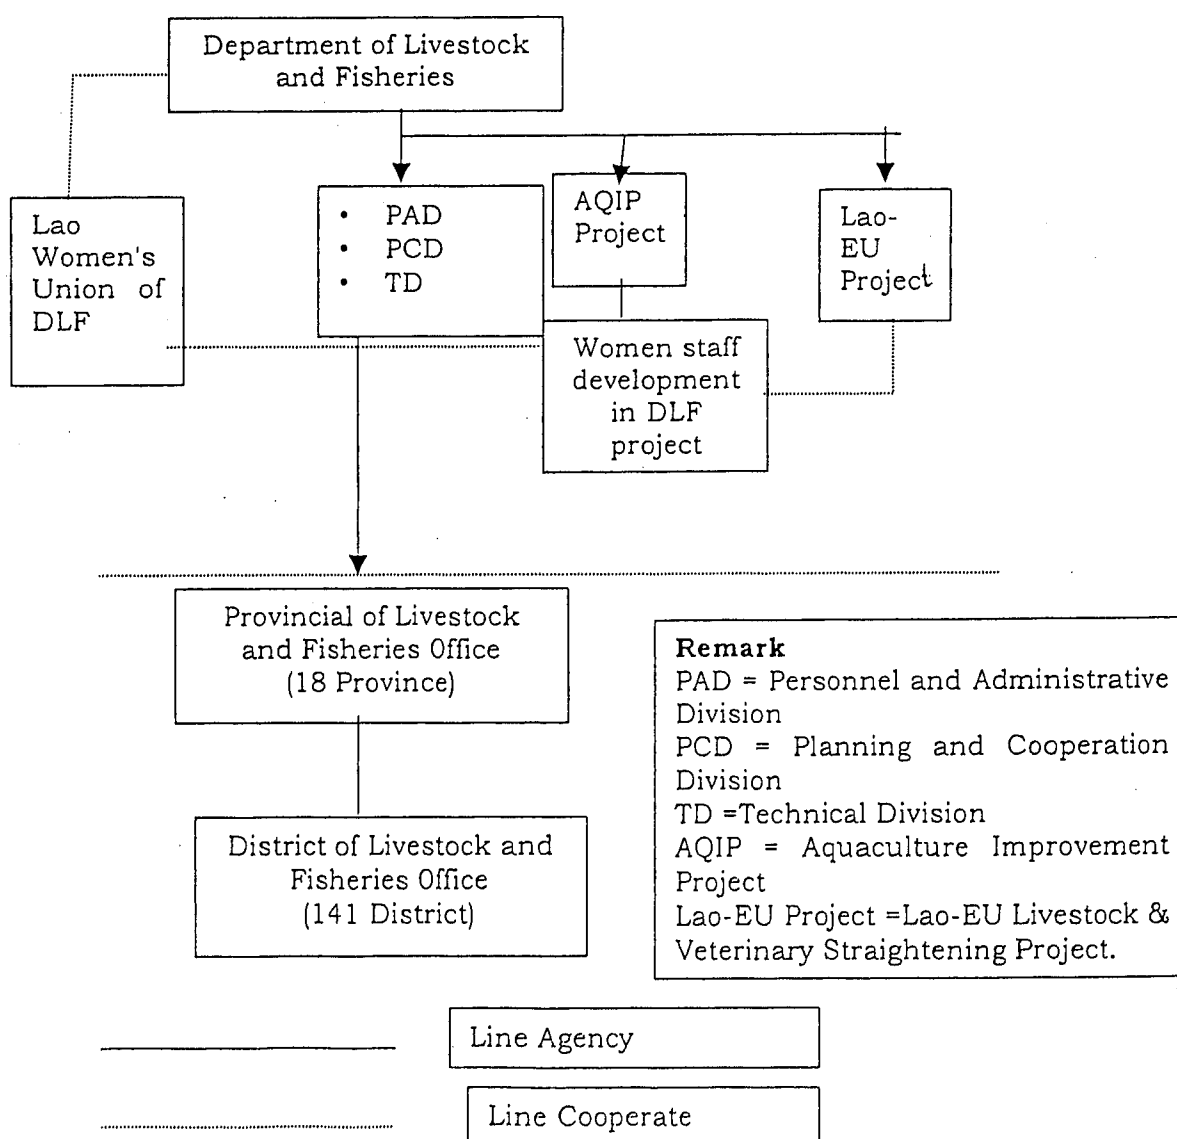 Department of Livestock
and Fisheries
Lao
Women's
Union of
DLF
• PAD
• PCD
• TD
AQIP
Project
Lao-
EU
Project
Women staff
development
in DLF
project
Provincial of Livestock
and Fisheries Office
(18 Province)
District of Livestock and
Fisheries Office
(141 District)
Remark
PAD = Personnel and Administrative
Division
PCD = Planning and Cooperation
Division
TD =Technical Division
AQIP = Aquaculture Improvement
Project
Lao-EU Project =Lao-EU Livestock &
Veterinary Straightening Project.
Line Agency
Line Cooperate